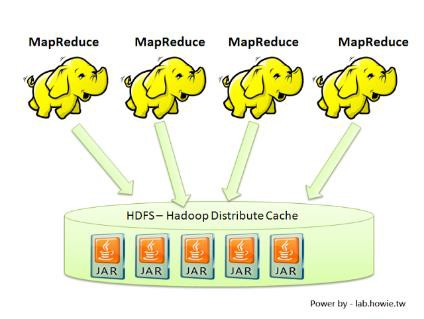 MapReduce MapReduce MapReduce MapReduce
HDFS – Hadoop Distribute Cache
JAR JAR JAR JAR JAR
Power by - lab.howie.tw